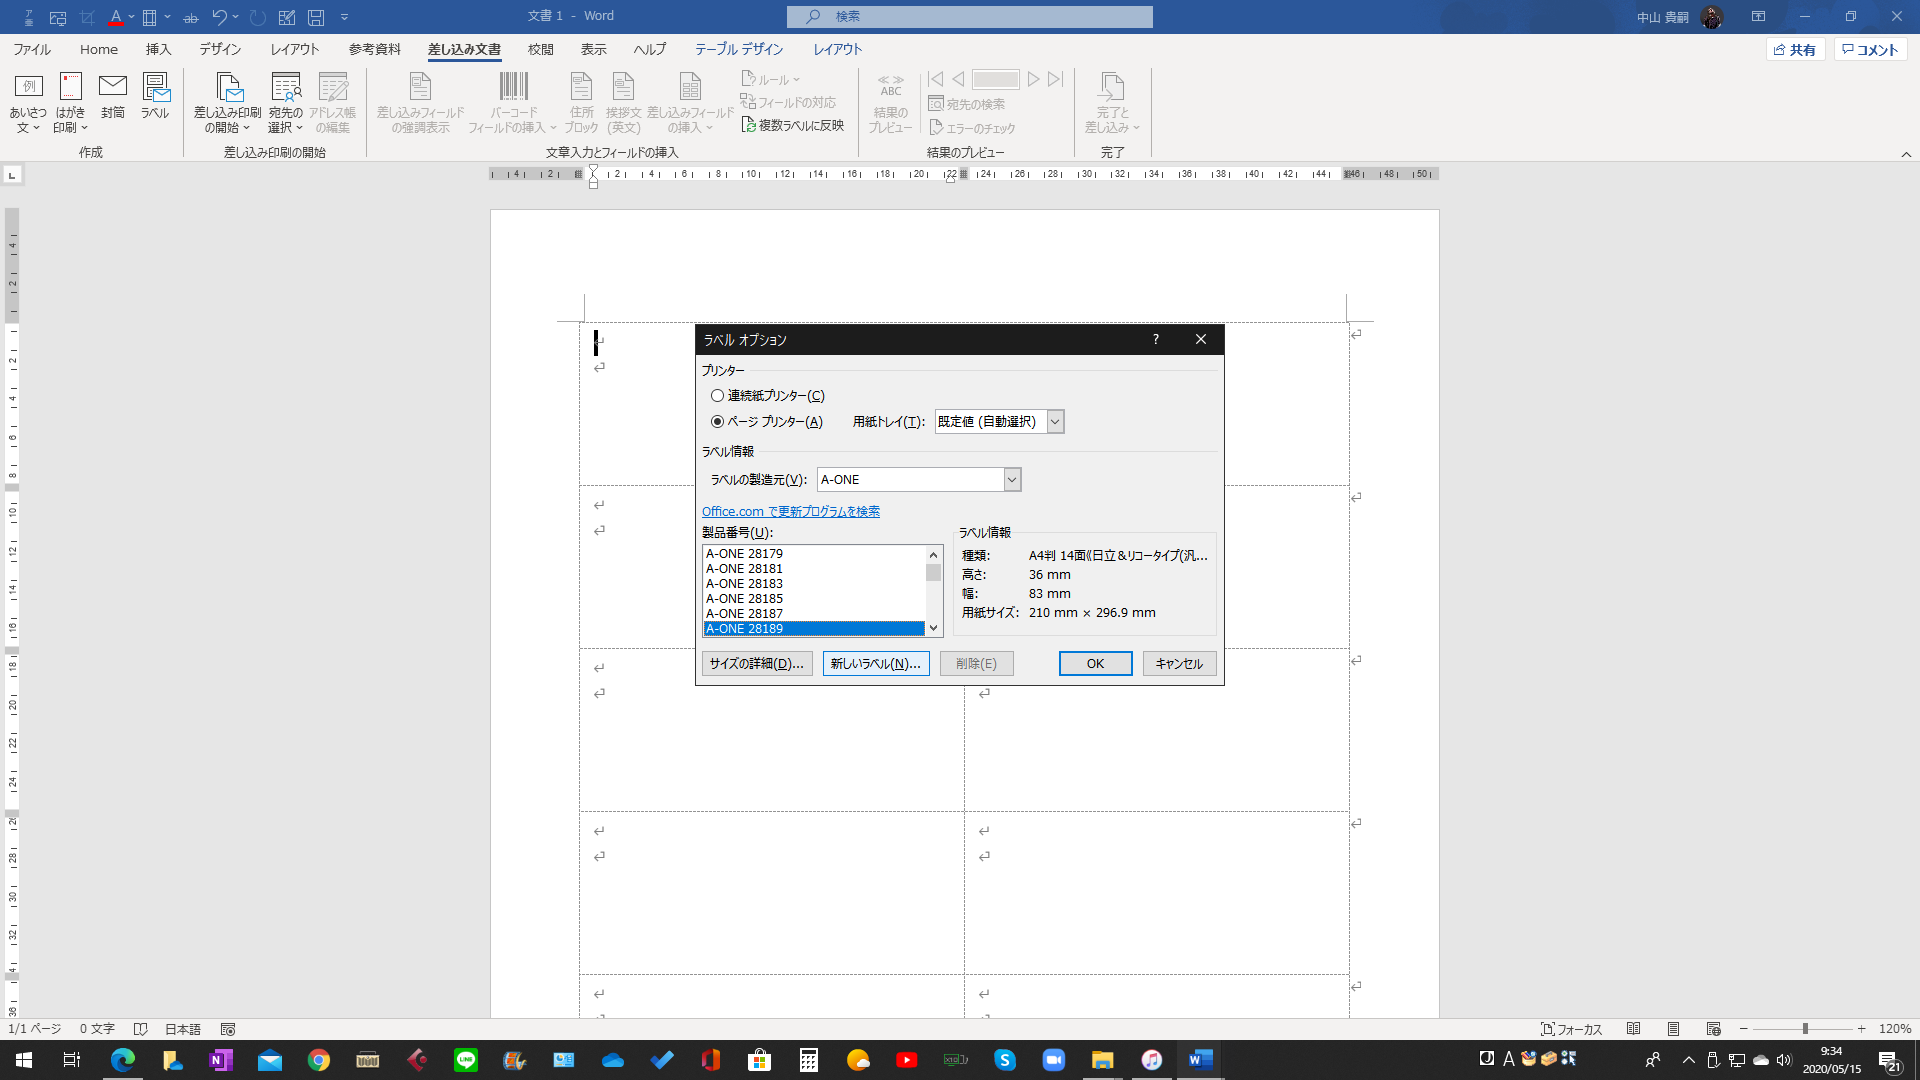 文書 1 - Word
検索
中山 貴嗣
ファイル Home 挿入 デザイン レイアウト 参考資料 差し込み文書 校閲 表示 ヘルプ テーブル デザイン レイアウト
共有 コメント
あいさつ文 はがき印刷 封筒 ラベル
作成
差し込み印刷の開始 宛先の選択 アドレス帳の編集
差し込み印刷の開始
差し込みフィールドの強調表示 バーコード フィールドの挿入 住所ブロック 挨拶文(英文) 差し込みフィールドの挿入
ルール
フィールドの対応
複数ラベルに反映
文章入力とフィールドの挿入
ABC
結果のプレビュー
宛先の検索
エラーのチェック
結果のプレビュー
完了と差し込み
完了
ラベル オプション
プリンター
連続紙プリンター(C)
ページ プリンター(A) 用紙トレイ(T): 既定値 (自動選択)
ラベル情報
ラベルの製造元(V): A-ONE
Office.com で更新プログラムを検索
製品番号(U):
A-ONE 28179
A-ONE 28181
A-ONE 28183
A-ONE 28185
A-ONE 28187
A-ONE 28189
ラベル情報
種類: A4判 14面《日立＆リコータイプ(汎...
高さ: 36 mm
幅: 83 mm
用紙サイズ: 210 mm × 296.9 mm
サイズの詳細(D)... 新しいラベル(N)... 削除(E) OK キャンセル
1/1 ページ 0 文字 日本語
フォーカス
120%
9:34
2020/05/15
21